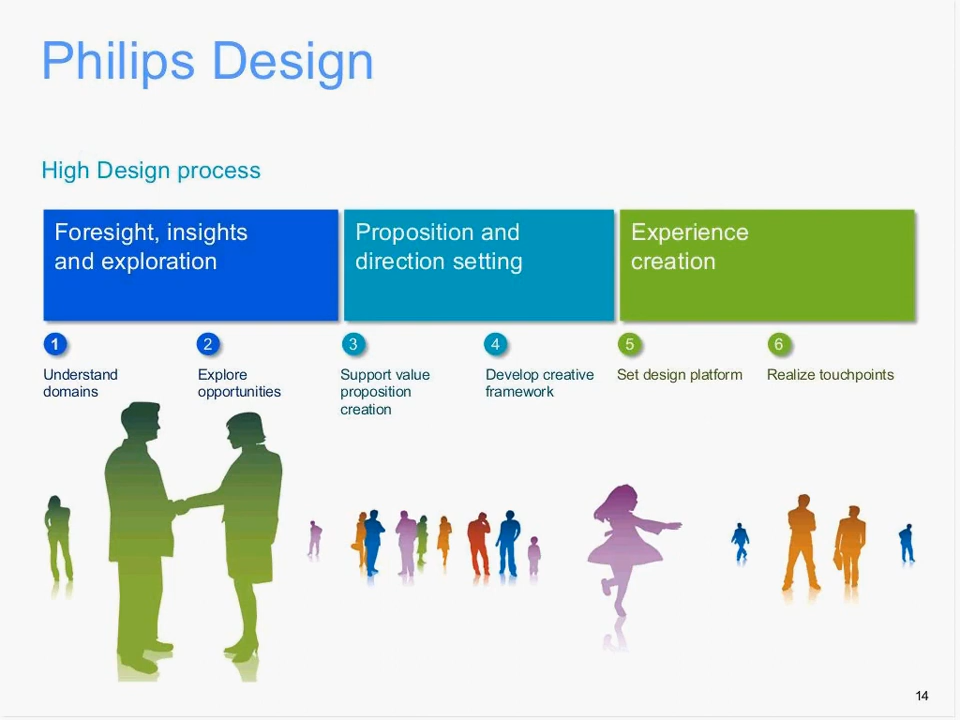 Philips Design
High Design process
Foresight, insights
and exploration
Proposition and
direction setting
Experience
creation
1
Understand
domains
2
Explore
opportunities
3
Support value
proposition
creation
4
Develop creative
framework
5
Set design platform
6
Realize touchpoints
14